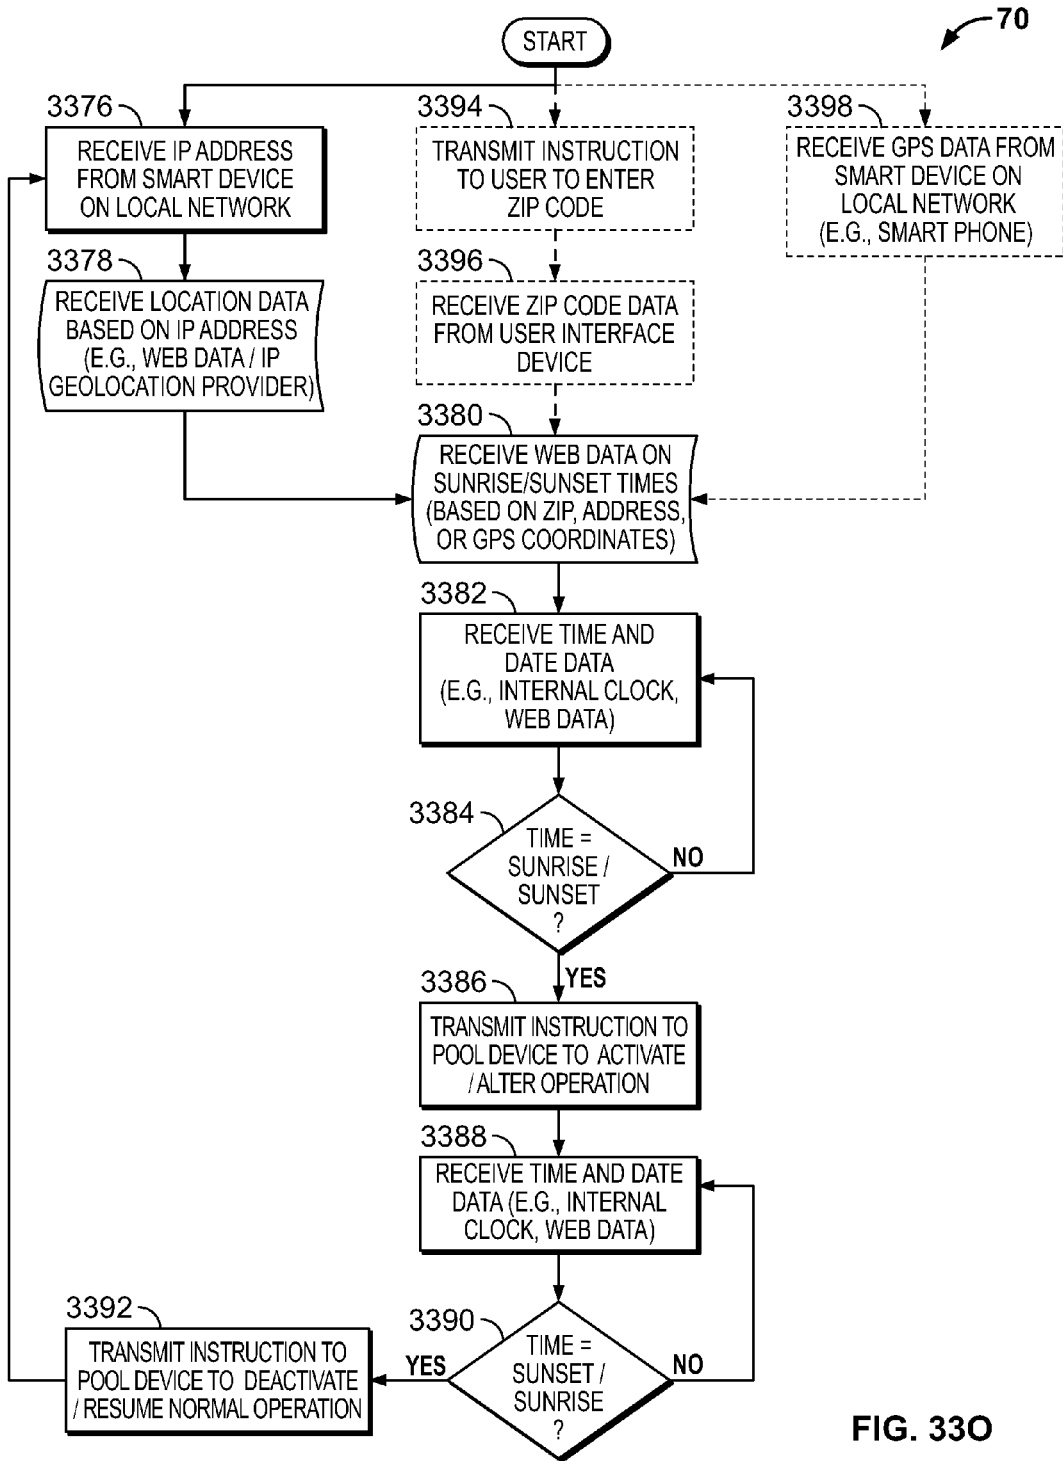 70
START
3376
RECEIVE IP ADDRESS
FROM SMART DEVICE
ON LOCAL NETWORK
3394
TRANSMIT INSTRUCTION
TO USER TO ENTER
ZIP CODE
3398
RECEIVE GPS DATA FROM
SMART DEVICE ON
LOCAL NETWORK
(E.G., SMART PHONE)
3378
RECEIVE LOCATION DATA
BASED ON IP ADDRESS
(E.G., WEB DATA / IP
GEOLOCATION PROVIDER)
3396
RECEIVE ZIP CODE DATA
FROM USER INTERFACE
DEVICE
3380
RECEIVE WEB DATA ON
SUNRISE/SUNSET TIMES
(BASED ON ZIP, ADDRESS,
OR GPS COORDINATES)
3382
RECEIVE TIME AND
DATE DATA
(E.G., INTERNAL CLOCK,
WEB DATA)
3384
TIME =
SUNRISE /
SUNSET
?
NO
YES
3386
TRANSMIT INSTRUCTION TO
POOL DEVICE TO ACTIVATE
/ ALTER OPERATION
3388
RECEIVE TIME AND DATE
DATA (E.G., INTERNAL
CLOCK, WEB DATA)
3390
TIME =
SUNSET /
SUNRISE
?
NO
YES
3392
TRANSMIT INSTRUCTION TO
POOL DEVICE TO DEACTIVATE
/ RESUME NORMAL OPERATION
FIG. 33O